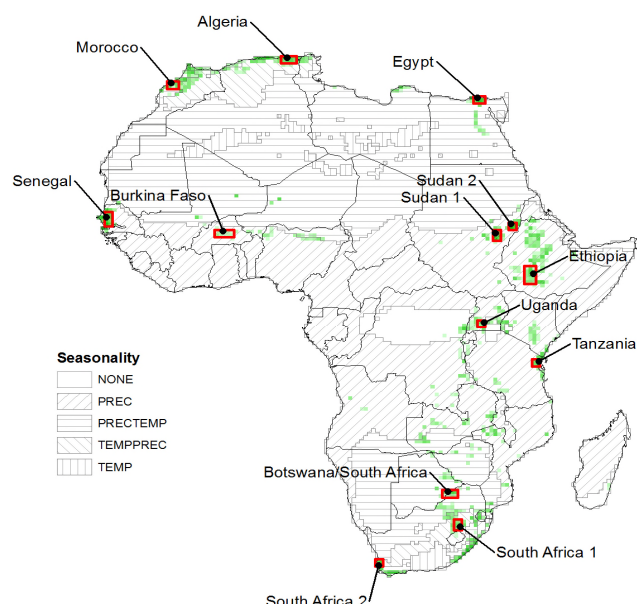 Algeria
Morocco
Egypt
Senegal
Burkina Faso
Sudan 2
Sudan 1
Ethiopia
Uganda
Tanzania
Seasonality
NONE
PREC
PRECTEMP
TEMPPREC
TEMP
Botswana/South Africa
South Africa 1
South Africa 2